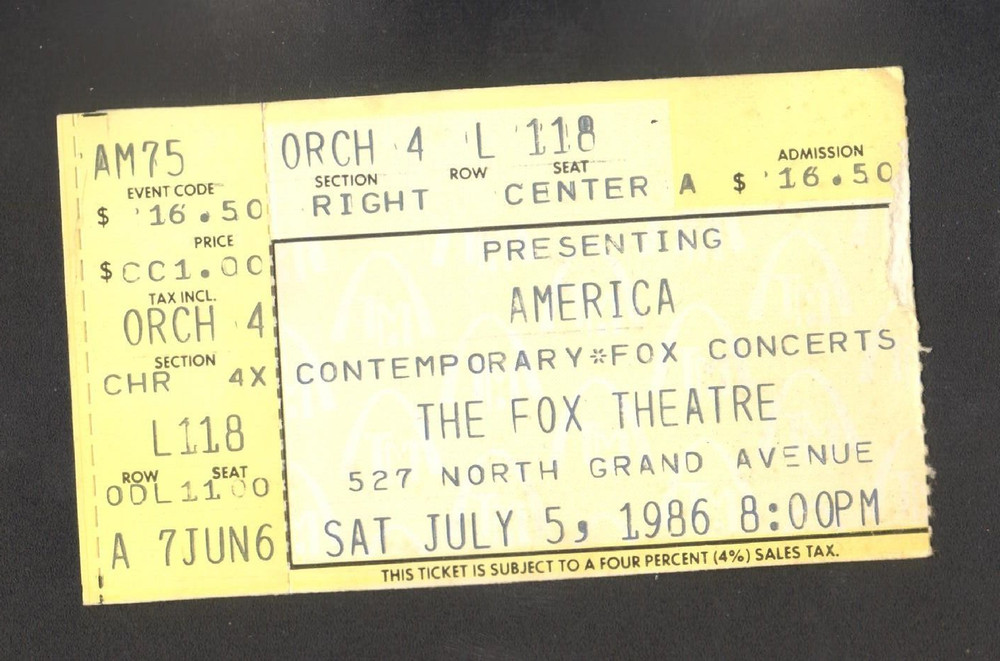 AM75
EVENT CODE
$ 16.50
PRICE
$CC1.00
TAX INCL.
ORCH 4
SECTION
CHR 4X
L118
ROW SEAT
ODL1100
A 7JUN6
ORCH 4 L 118
SECTION ROW SEAT
RIGHT CENTER
ADMISSION
A $ 16.50
PRESENTING
AMERICA
CONTEMPORARY*FOX CONCERTS
THE FOX THEATRE
527 NORTH GRAND AVENUE
SAT JULY 5, 1986 8:00PM
THIS TICKET IS SUBJECT TO A FOUR PERCENT (4%) SALES TAX.